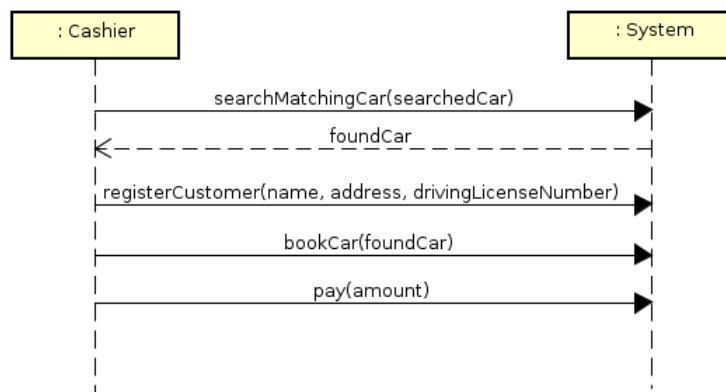 : Cashier
: System
searchMatchingCar(searchedCar)
foundCar
registerCustomer(name, address, drivingLicenseNumber)
bookCar(foundCar)
pay(amount)